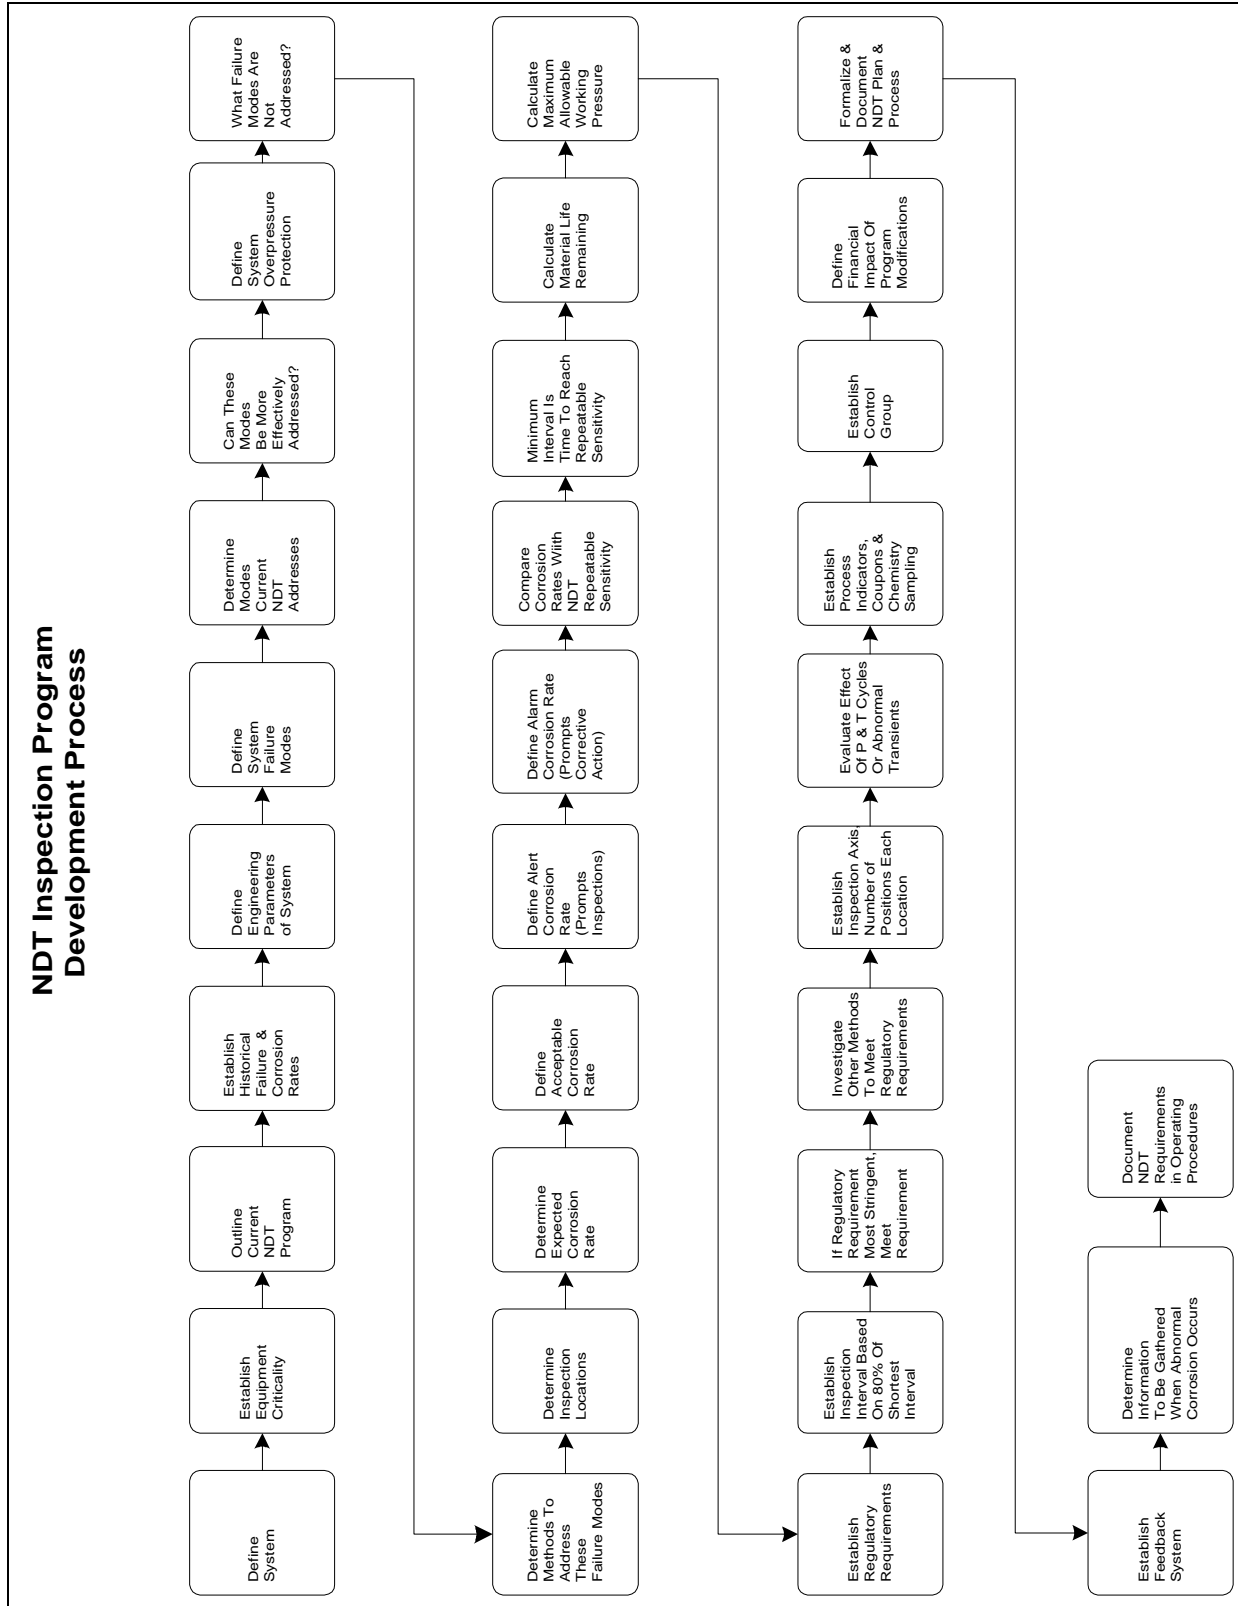 NDT Inspection Program
Development Process
Define
System
Establish
Equipment
Criticality
Outline
Current
NDT
Program
Establish
Historical
Failure &
Corrosion
Rates
Define
Engineering
Parameters
of System
Define
System
Failure
Modes
Determine
Modes
Current
NDT
Addresses
Can These
Modes
Be More
Effectively
Addressed?
Define
System
Overpressure
Protection
What Failure
Modes Are
Not
Addressed?
Determine
Methods To
Address
These
Failure Modes
Determine
Inspection
Locations
Determine
Expected
Corrosion
Rate
Define
Acceptable
Corrosion
Rate
Define Alert
Corrosion
Rate
(Prompts
Inspections)
Define Alarm
Corrosion Rate
(Prompts
Corrective
Action)
Compare
Corrosion
Rates Wiith
NDT
Repeatable
Sensitivity
Minimum
Interval Is
Time To Reach
Repeatable
Sensitivity
Calculate
Material Life
Remaining
Calculate
Maximum
Allowable
Working
Pressure
Establish
Regulatory
Requirements
Establish
Inspection
Interval Based
On 80% Of
Shortest
Interval
If Regulatory
Requirement
Most Stringent,
Meet
Requirement
Investigate
Other Methods
To Meet
Regulatory
Requirements
Establish
Inspection Axis,
Number of
Positions Each
Location
Evaluate Effect
Of P & T Cycles
Or Abnormal
Transients
Establish
Process
Indicators,
Coupons &
Chemistry
Sampling
Establish
Control
Group
Define
Financial
Impact Of
Program
Modifications
Formalize &
Document
NDT Plan &
Process
Establish
Feedback
System
Determine
Information
To Be Gathered
When Abnormal
Corrosion Occurs
Document
NDT
Requirements
in Operating
Procedures